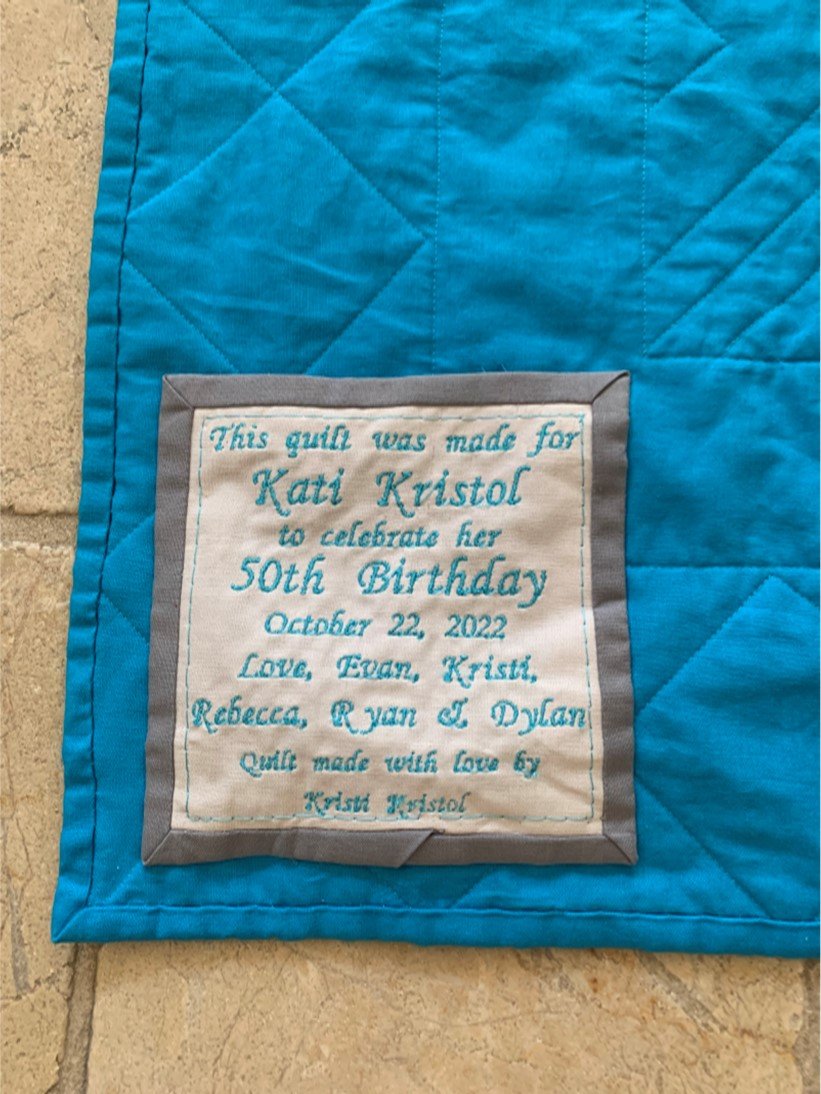 This quilt was made for
Kati Kristol
to celebrate her
50th Birthday
October 22, 2022
Love, Evan, Kristi,
Rebecca, Ryan & Dylan
Quilt made with love by
Kristi Kristol